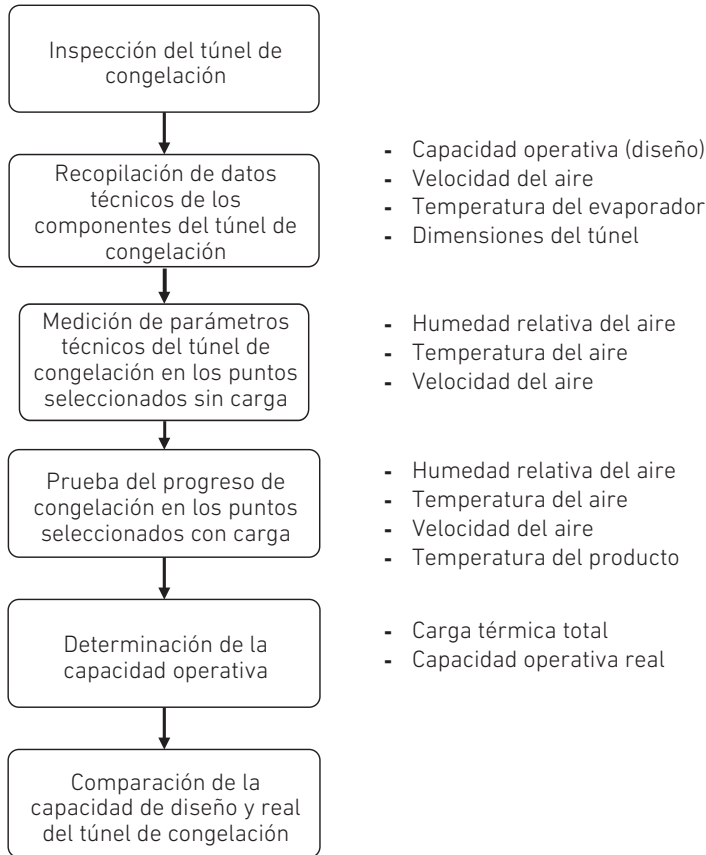 Inspección del túnel de
congelación
Recopilación de datos
técnicos de los
componentes del túnel de
congelación
- Capacidad operativa (diseño)
- Velocidad del aire
- Temperatura del evaporador
- Dimensiones del túnel
Medición de parámetros
técnicos del túnel de
congelación en los puntos
seleccionados sin carga
- Humedad relativa del aire
- Temperatura del aire
- Velocidad del aire
Prueba del progreso de
congelación en los puntos
seleccionados con carga
- Humedad relativa del aire
- Temperatura del aire
- Velocidad del aire
- Temperatura del producto
Determinación de la
capacidad operativa
- Carga térmica total
- Capacidad operativa real
Comparación de la
capacidad de diseño y real
del túnel de congelación